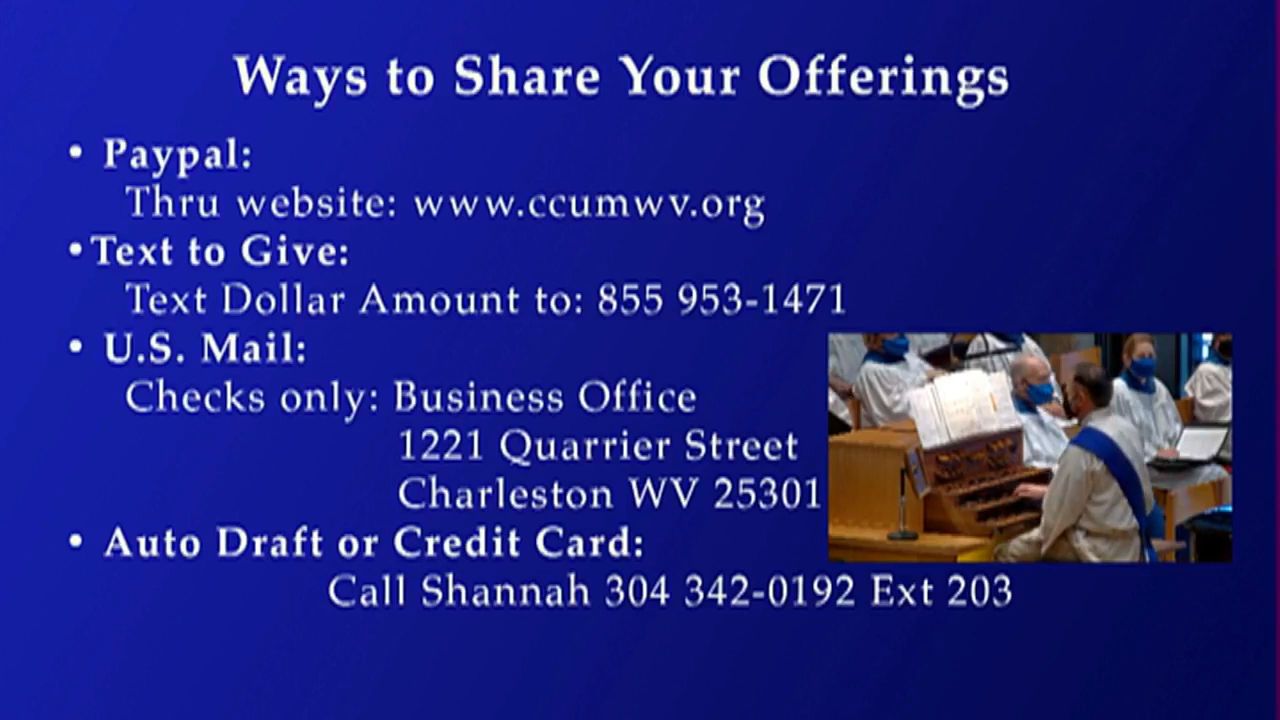 Ways to Share Your Offerings
• Paypal:
Thru website: www.ccumwv.org
• Text to Give:
Text Dollar Amount to: 855 953-1471
• U.S. Mail:
Checks only: Business Office
1221 Quarrier Street
Charleston WV 25301
• Auto Draft or Credit Card:
Call Shannah 304 342-0192 Ext 203